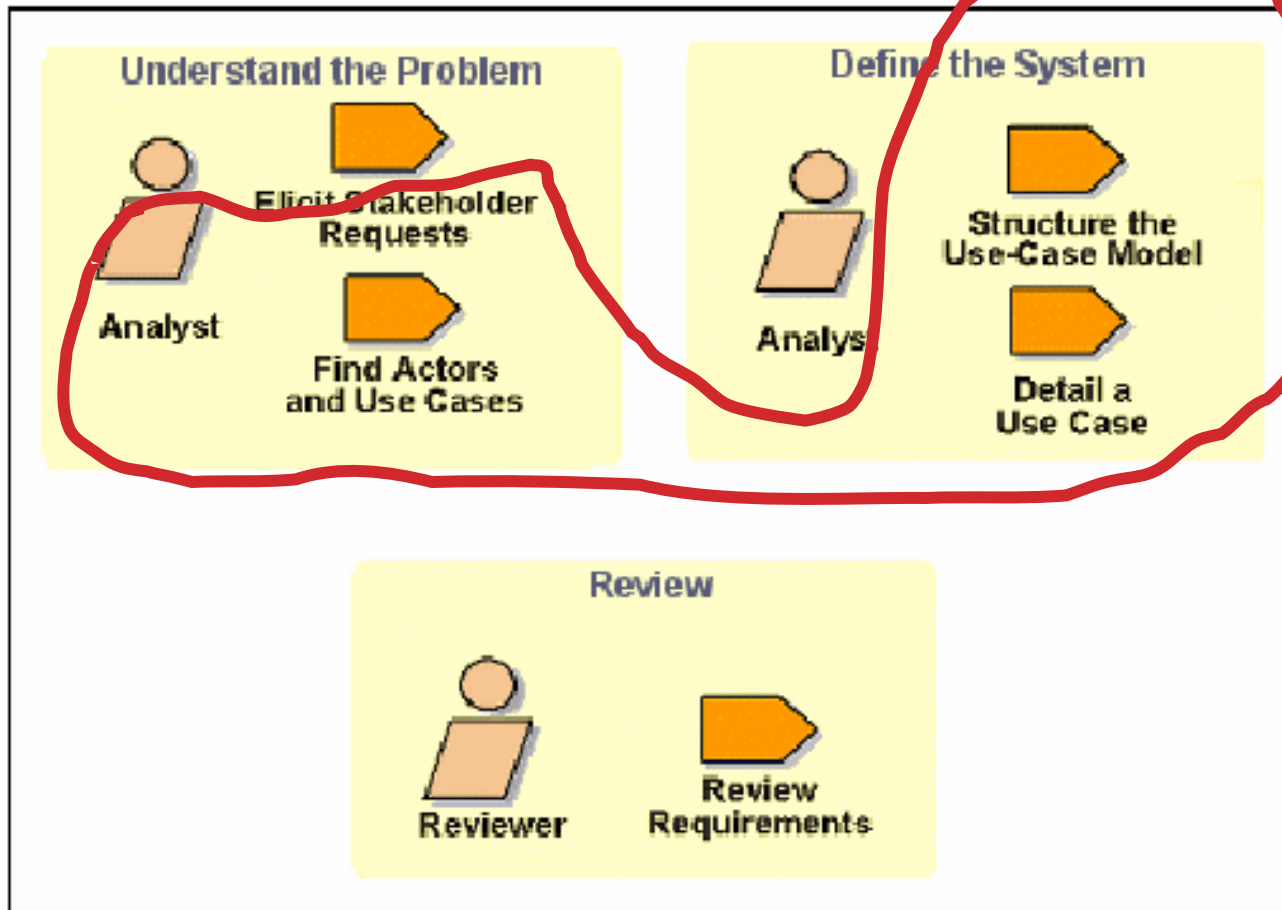 Understand the Problem
Elicit Stakeholder
Requests
Analyst
Find Actors
and Use Cases
Define the System
Structure the
Use-Case Model
Analyst
Detail a
Use Case
Review
Reviewer
Review
Requirements